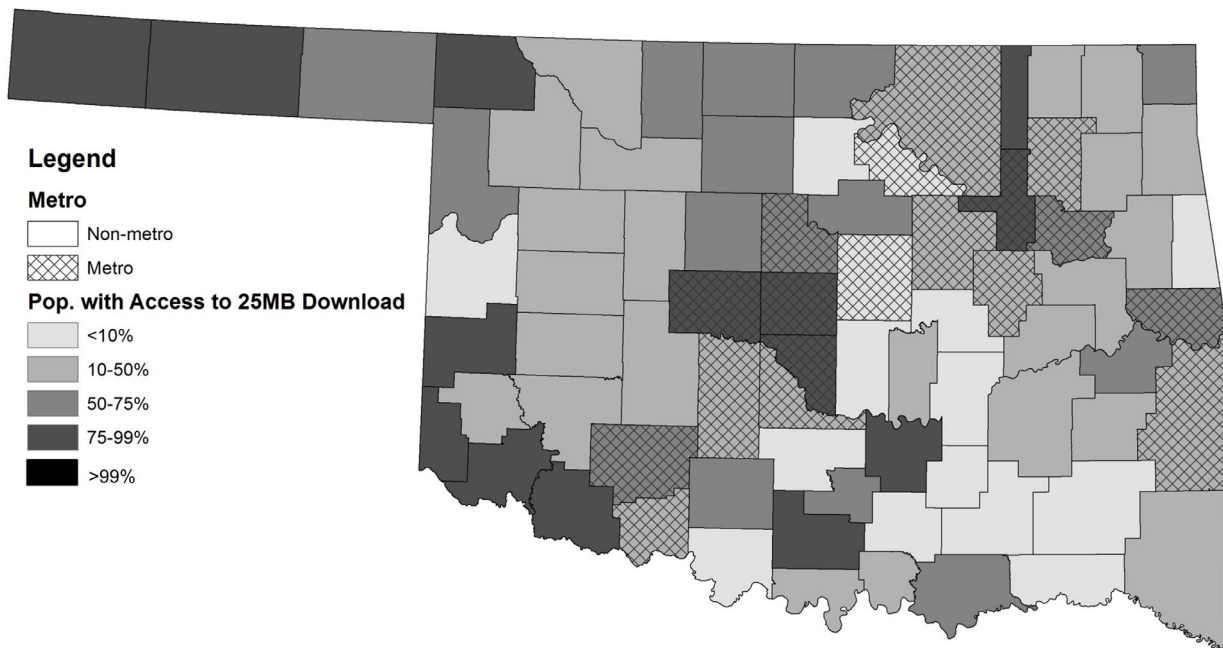 Legend
Metro
Non-metro
Metro
Pop. with Access to 25MB Download
<10%
10-50%
50-75%
75-99%
>99%